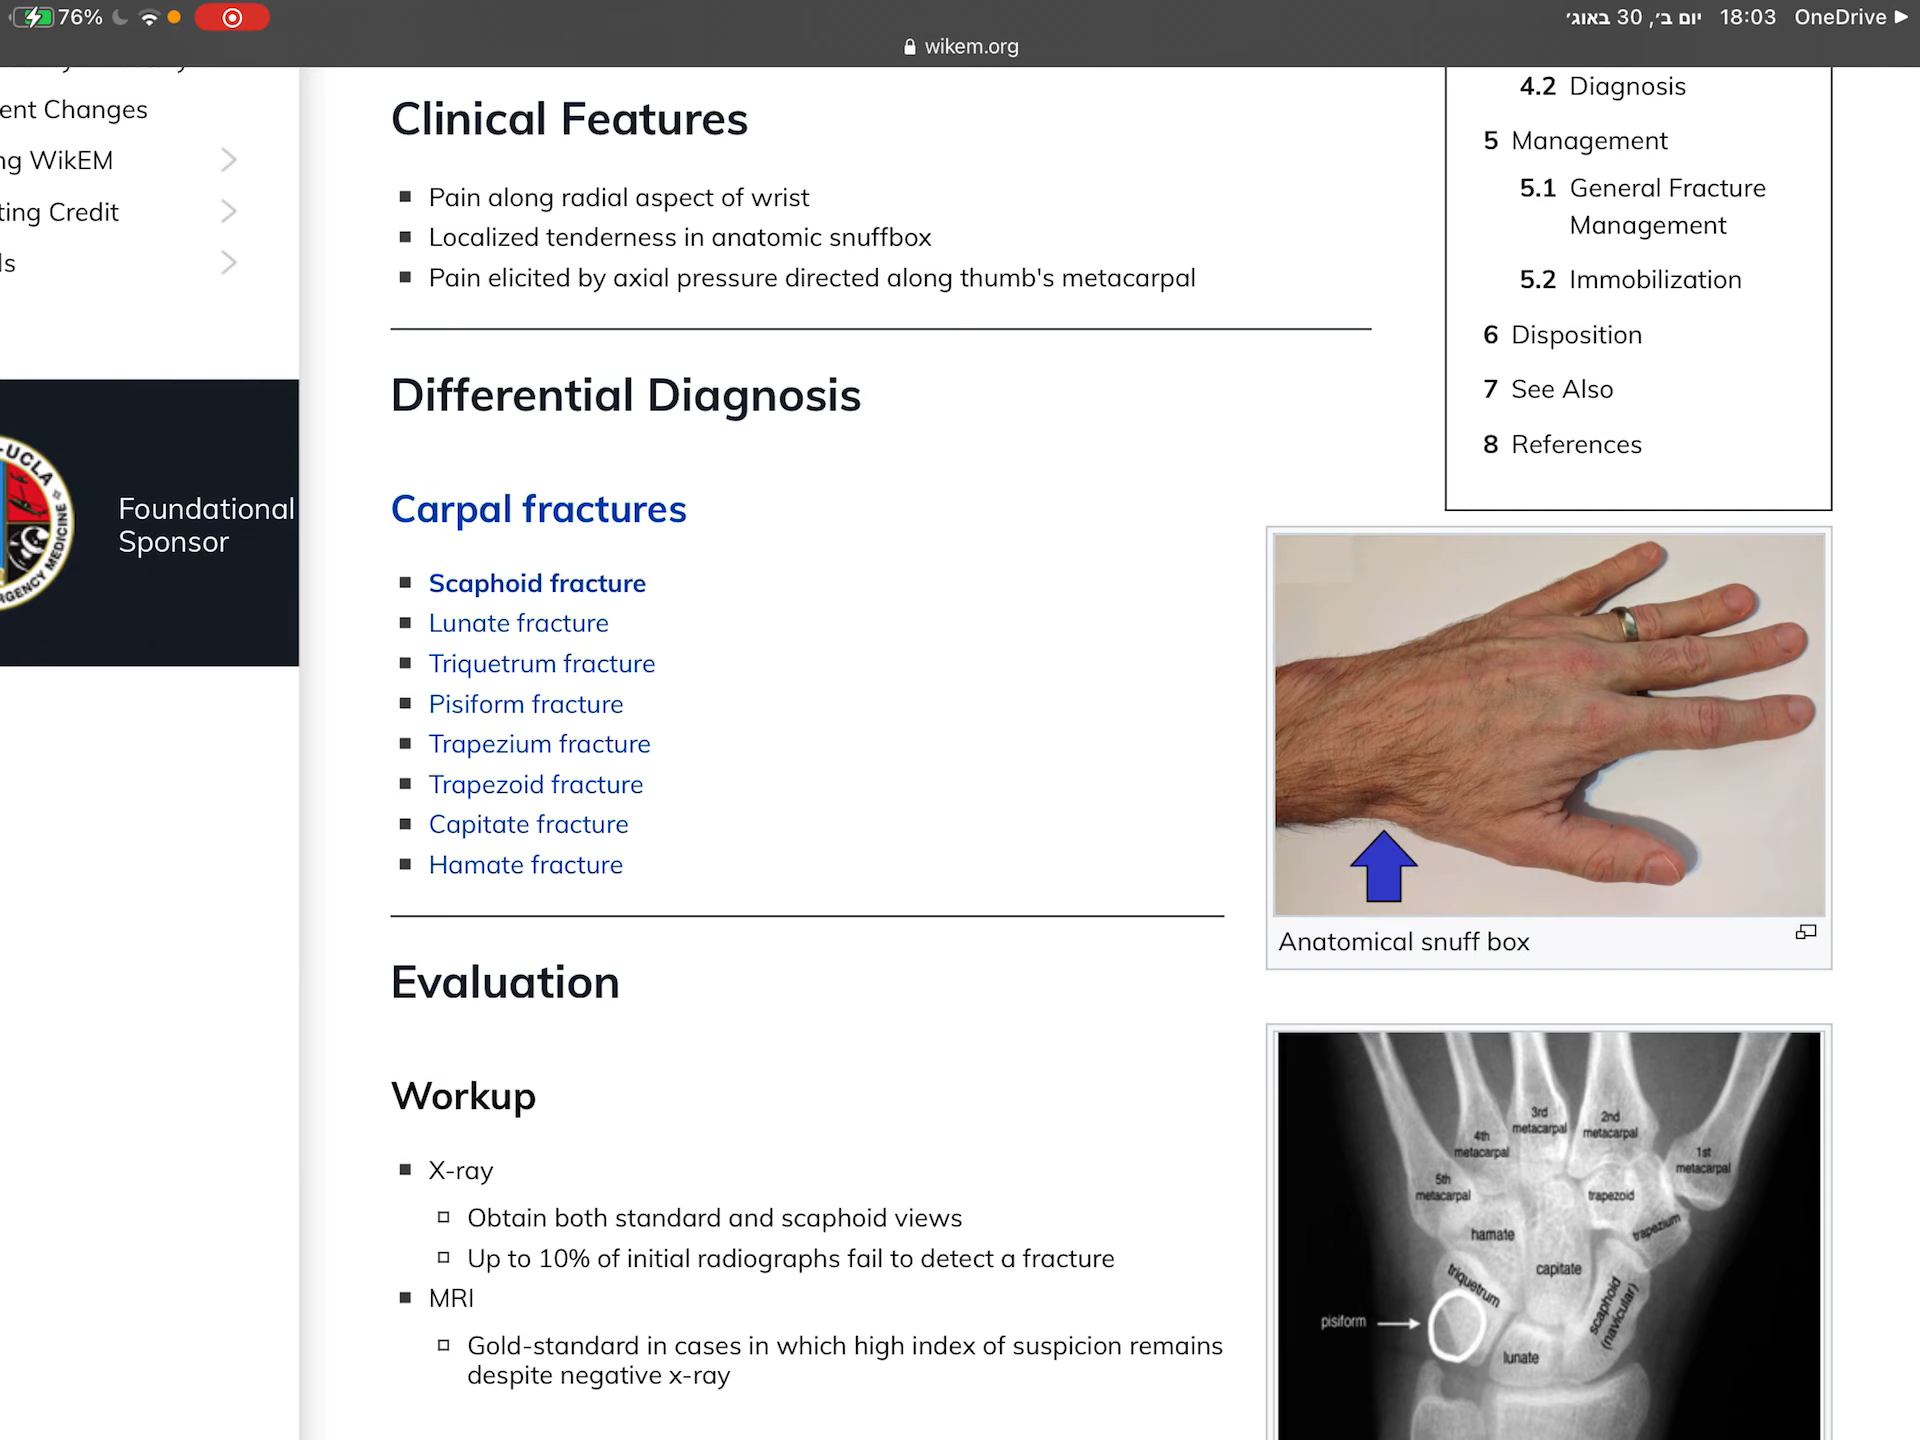 76%
יום ב׳, 30 באוג׳ 18:03 OneDrive
wikem.org
ent Changes
ng WikEM
ting Credit
ls
-UCLA
RGENCY MEDICINE
Foundational
Sponsor
Clinical Features
Pain along radial aspect of wrist
Localized tenderness in anatomic snuffbox
Pain elicited by axial pressure directed along thumb's metacarpal
Differential Diagnosis
Carpal fractures
Scaphoid fracture
Lunate fracture
Triquetrum fracture
Pisiform fracture
Trapezium fracture
Trapezoid fracture
Capitate fracture
Hamate fracture
Evaluation
Workup
X-ray
Obtain both standard and scaphoid views
Up to 10% of initial radiographs fail to detect a fracture
MRI
Gold-standard in cases in which high index of suspicion remains
despite negative x-ray
4.2 Diagnosis
5 Management
5.1 General Fracture
Management
5.2 Immobilization
6 Disposition
7 See Also
8 References
Anatomical snuff box
3rd
metacarpal
2nd
metacarpal
4th
metacarpal
1st
metacarpal
5th
metacarpal
trapezoid
trapezium
hamate
capitate
triquetrum
scaphoid
(navicular)
pisiform
lunate